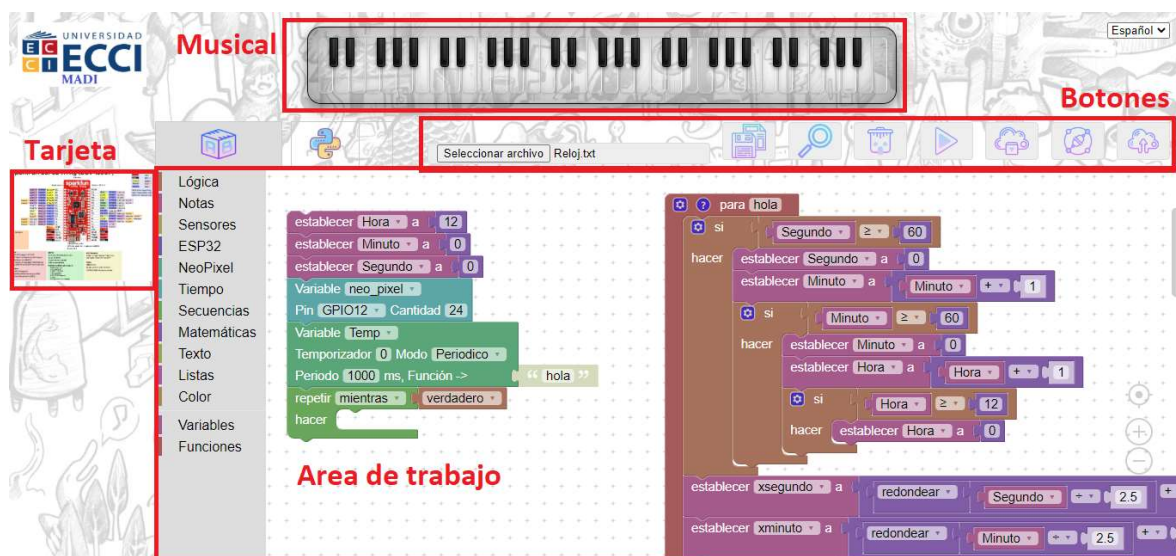 UNIVERSIDAD
ECCI
ECCI
MADI
Musical
Español
Botones
Tarjeta
Seleccionar archivo Reloj.txt
sparkfun
Lógica
Notas
Sensores
ESP32
NeoPixel
Tiempo
Secuencias
Matemáticas
Texto
Listas
Color
Variables
Funciones
establecer Hora a 12
establecer Minuto a 0
establecer Segundo a 0
Variable neo_pixel
Pin GPIO12 Cantidad 24
Variable Temp
Temporizador 0 Modo Periodico
Periodo 1000 ms, Función -> “ hola ”
repetir mientras verdadero
hacer
Area de trabajo
? para hola
si Segundo ≥ 60
hacer establecer Segundo a 0
establecer Minuto a Minuto + 1
si Minuto ≥ 60
hacer establecer Minuto a 0
establecer Hora a Hora + 1
si Hora ≥ 12
hacer establecer Hora a 0
establecer xsegundo a redondear Segundo ÷ 2.5 +
establecer xminuto a redondear Minuto ÷ 2.5 +